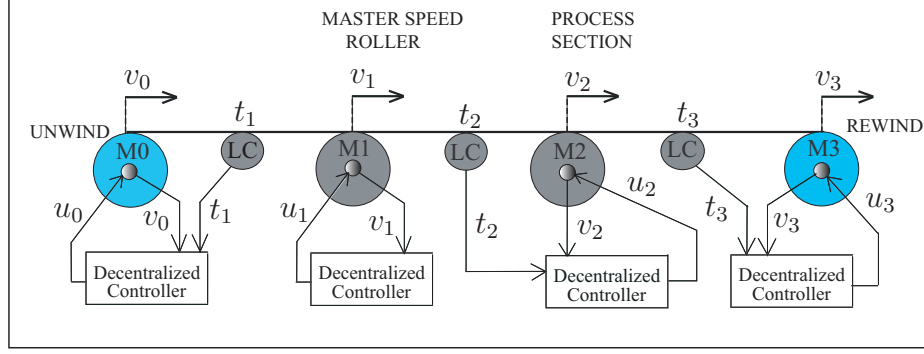 MASTER SPEED
ROLLER
PROCESS
SECTION
v₀
v₁
v₂
v₃
t₁
t₂
t₃
UNWIND
REWIND
M0
LC
M1
LC
M2
LC
M3
u₀
v₀
t₁
u₁
v₁
t₂
v₂
u₂
t₃
v₃
u₃
Decentralized
Controller
Decentralized
Controller
Decentralized
Controller
Decentralized
Controller